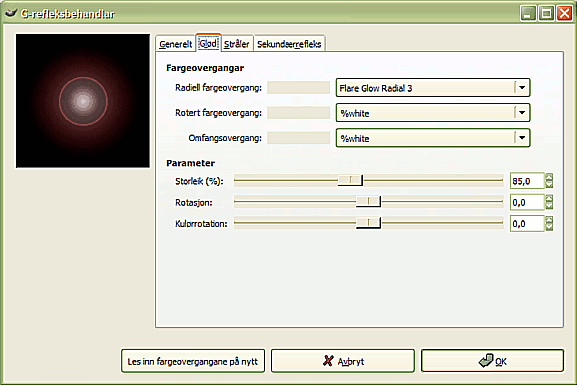 G-refleksbehandlar
Generelt Glød Stråler Sekundærrefleks
Fargeovergangar
Radiell fargeovergang: Flare Glow Radial 3
Rotert fargeovergang: %white
Omfangsovergang: %white
Parameter
Storleik (%): 85,0
Rotasjon: 0,0
Kulørrotation: 0,0
Les inn fargeovergangane på nytt Avbryt OK